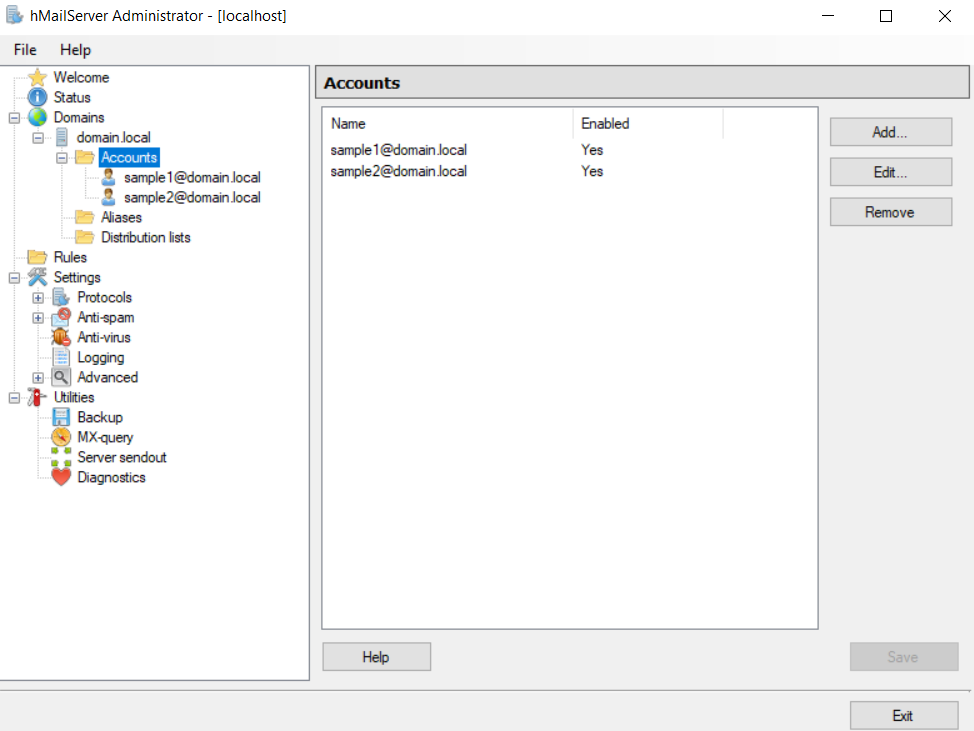 hMailServer Administrator - [localhost]
File Help
Welcome
Status
Domains
domain.local
Accounts
sample1@domain.local
sample2@domain.local
Aliases
Distribution lists
Rules
Settings
Protocols
Anti-spam
Anti-virus
Logging
Advanced
Utilities
Backup
MX-query
Server sendout
Diagnostics
Accounts
Name Enabled
sample1@domain.local Yes
sample2@domain.local Yes
Add...
Edit...
Remove
Help
Save
Exit